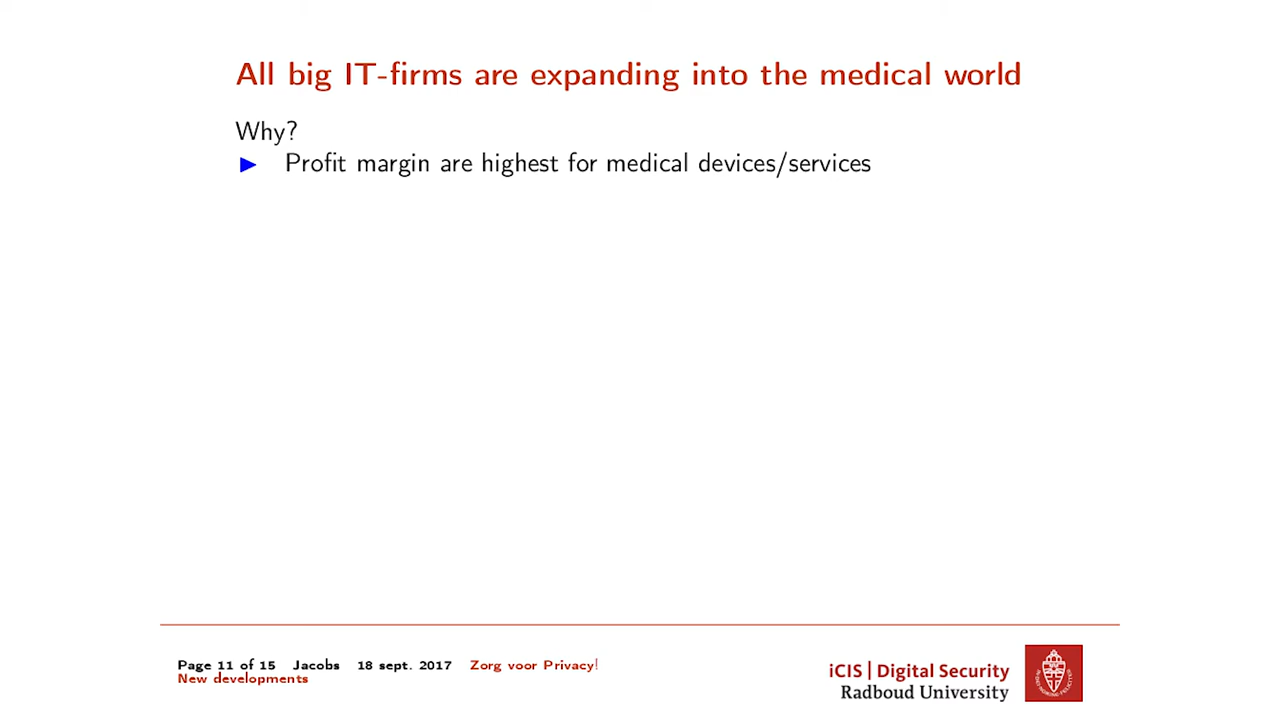 All big IT-firms are expanding into the medical world
Why?
▶ Profit margin are highest for medical devices/services
Page 11 of 15 Jacobs 18 sept. 2017 Zorg voor Privacy!
New developments
iCIS | Digital Security
Radboud University